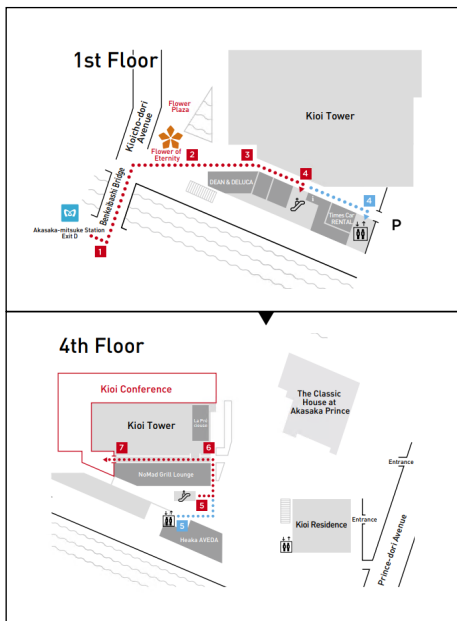 1st Floor
Kioicho-dori
Avenue
Flower
Plaza
Kioi Tower
Flower of
Eternity
2
3
4
DEAN & DELUCA
4
Benkeibashi Bridge
Times Car
RENTAL
P
Akasaka-mitsuke Station
Exit D
1
4th Floor
Kioi Conference
The Classic
House at
Akasaka Prince
Kioi Tower
La Pré
7
6
Entrance
NoMad Grill Lounge
5
5
Kioi Residence
Entrance
Heaka AVEDA
Prince-dori Avenue